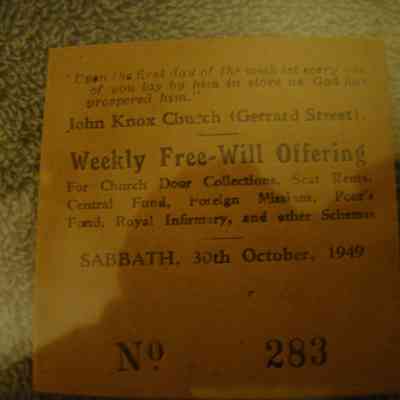 "Upon the first day of the week let every one
of you lay by him in store as God has
prospered him."
John Knox Church (Gerrard Street).
Weekly Free-Will Offering
For Church Door Collections, Seat Rents,
Central Fund, Foreign Missions, Poor's
Fund, Royal Infirmary, and other Schemes
SABBATH, 30th October, 1949
Nº 283